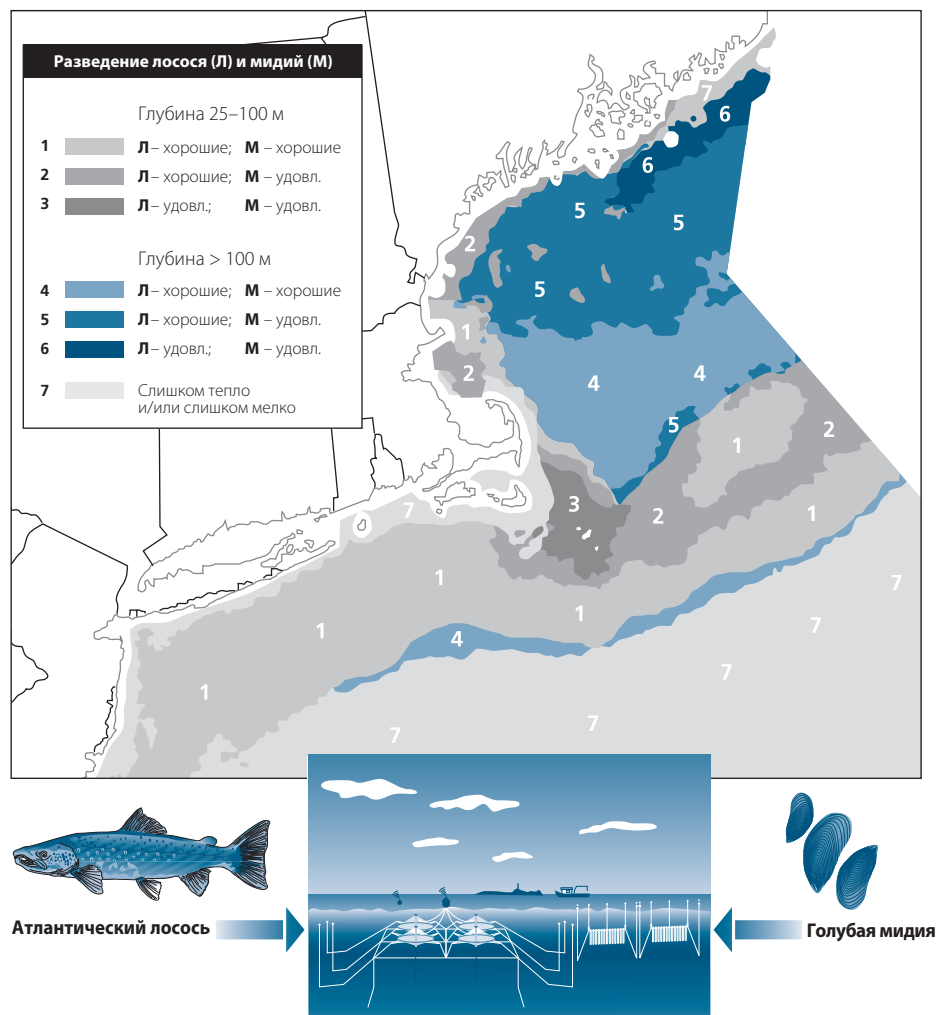 Разведение лосося (Л) и мидий (М)
Глубина 25–100 м
1 Л – хорошие; М – хорошие
2 Л – хорошие; М – удовл.
3 Л – удовл.; М – удовл.
Глубина > 100 м
4 Л – хорошие; М – хорошие
5 Л – хорошие; М – удовл.
6 Л – удовл.; М – удовл.
7 Слишком тепло
и/или слишком мелко
7
6
6
5
5
2
5
1
2
4
4
5
1
2
3
2
1
7
1
7
1
1
4
7
1
7
1
7
7
Атлантический лосось
Голубая мидия